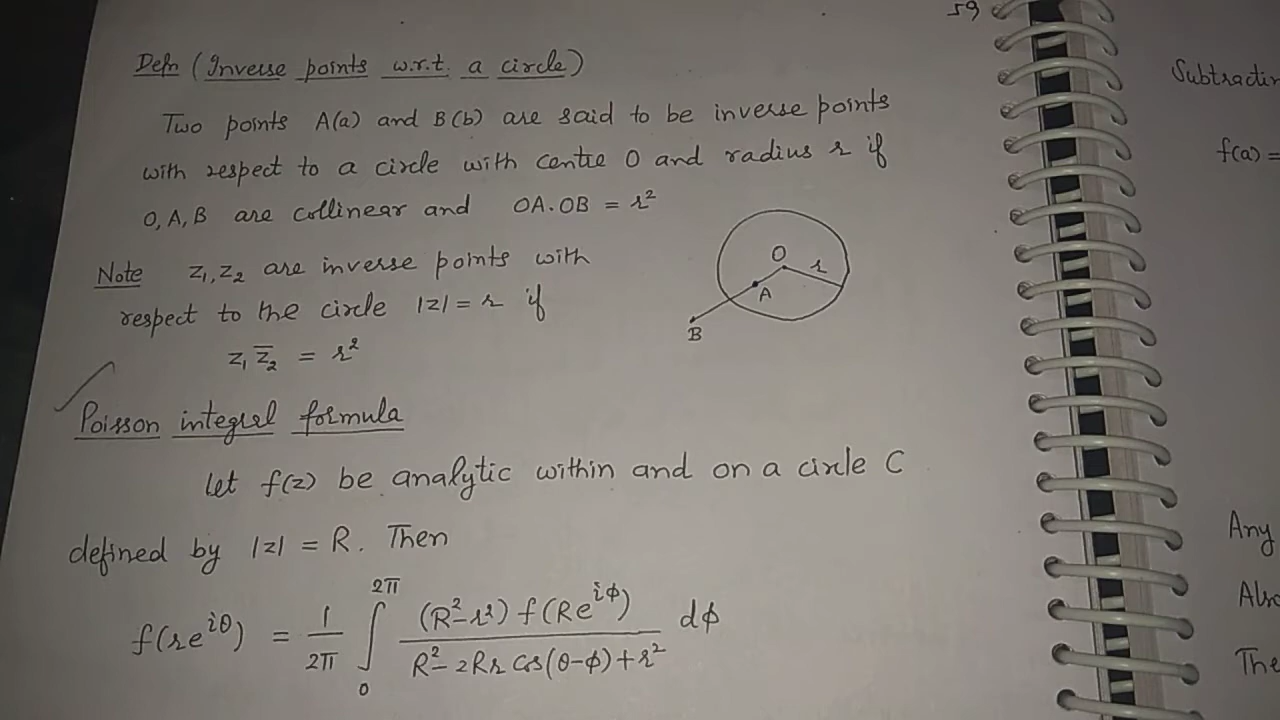 59
Defn (Inverse points w.r.t. a circle)
Two points A(a) and B(b) are said to be inverse points
with respect to a circle with centre O and radius r if
O, A, B are collinear and OA.OB = r²
Note z₁, z₂ are inverse points with
respect to the circle |z| = r if
z₁ z̄₂ = r²
O
r
A
B
Poisson integral formula
Let f(z) be analytic within and on a circle C
defined by |z| = R. Then
f(re^{iθ}) = 1/2π ∫₀^{2π} (R²-r²) f(Re^{iφ}) / R²-2Rr Cos(θ-φ)+r² dφ
Subtractin
f(a) =
Any
Also
The